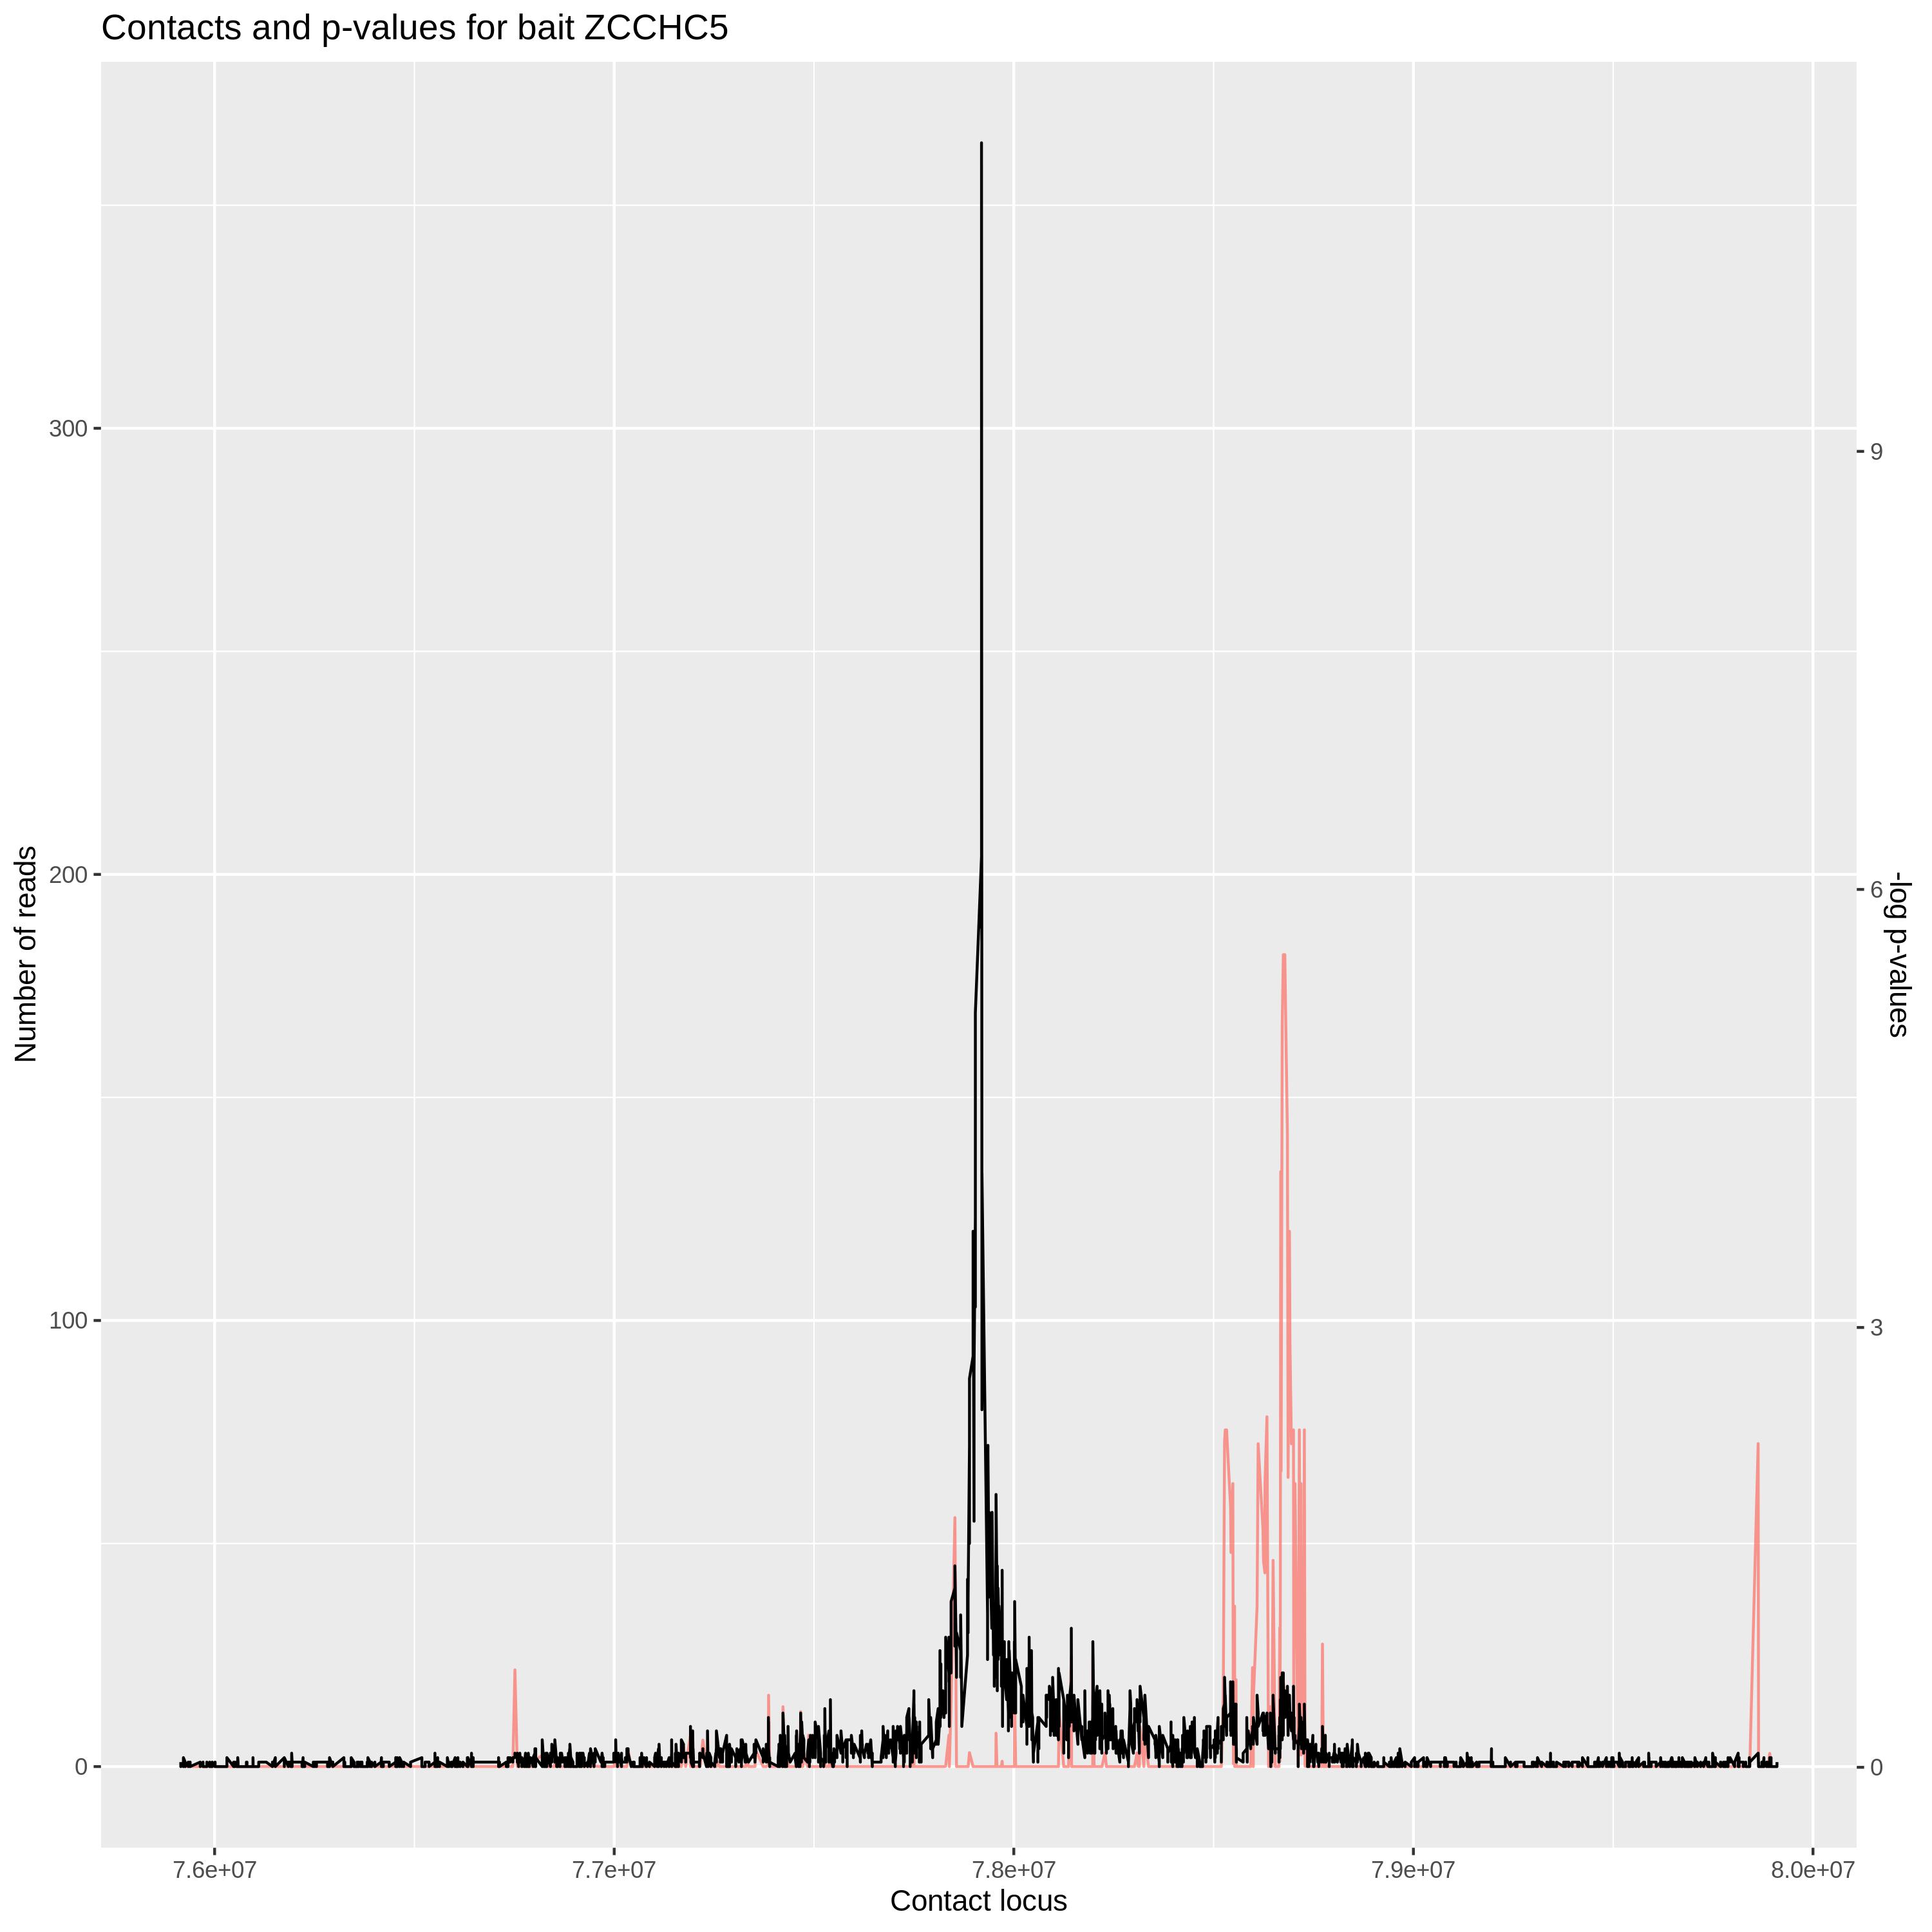 Contacts and p-values for bait ZCCHC5
Number of reads
300
200
100
0
9
6
3
0
-log p-values
7.6e+07
7.7e+07
7.8e+07
7.9e+07
8.0e+07
Contact locus